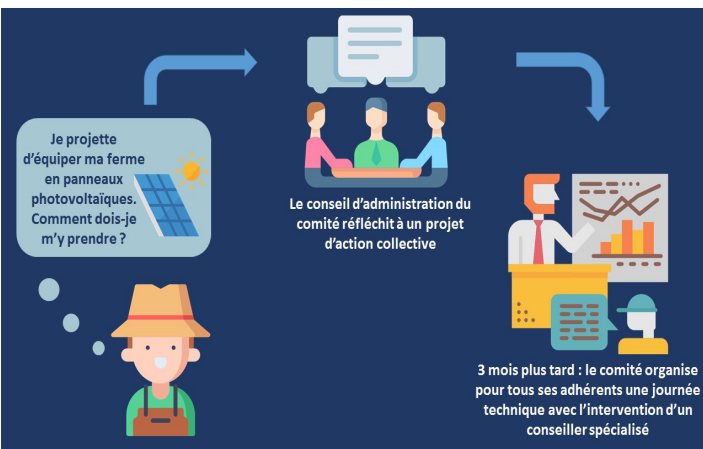 Je projette
d'équiper ma ferme
en panneaux
photovoltaïques.
Comment dois-je
m'y prendre ?
Le conseil d'administration du
comité réfléchit à un projet
d'action collective
3 mois plus tard : le comité organise
pour tous ses adhérents une journée
technique avec l'intervention d'un
conseiller spécialisé